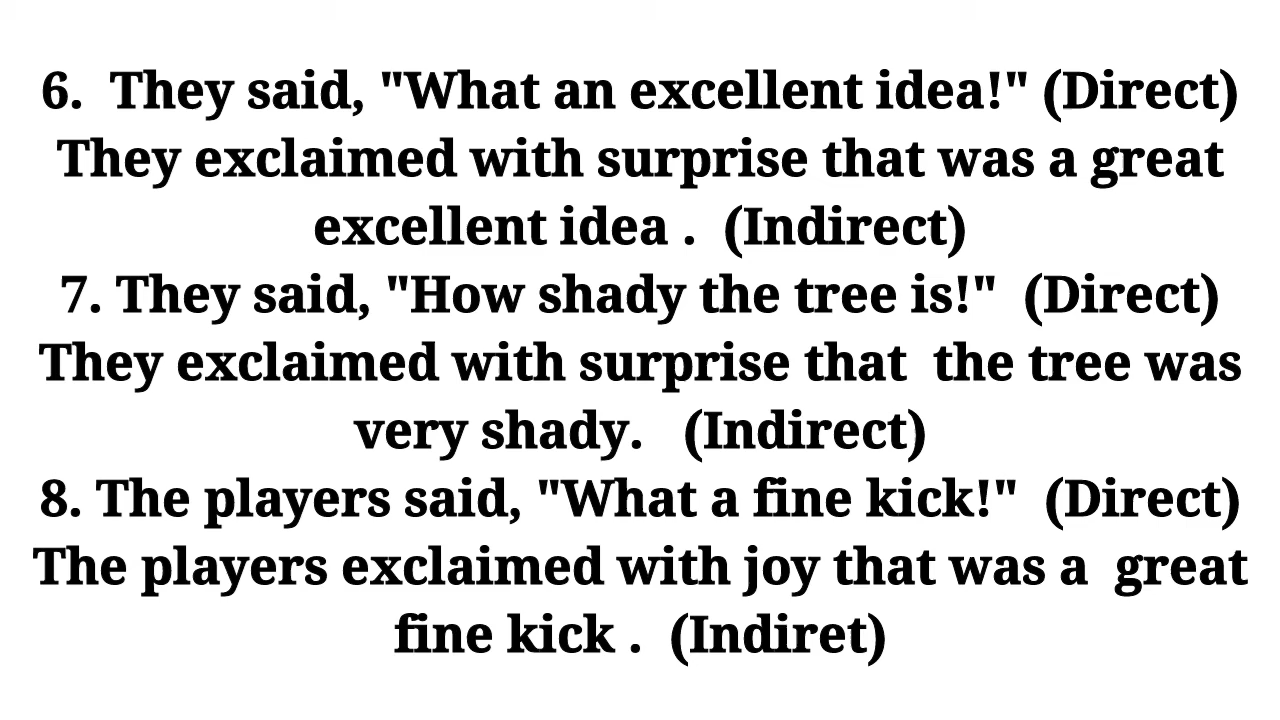 6.  They said, "What an excellent idea!" (Direct)
They exclaimed with surprise that was a great
excellent idea .  (Indirect)
7. They said, "How shady the tree is!"  (Direct)
They exclaimed with surprise that  the tree was
very shady.   (Indirect)
8. The players said, "What a fine kick!"  (Direct)
The players exclaimed with joy that was a  great
fine kick .  (Indiret)